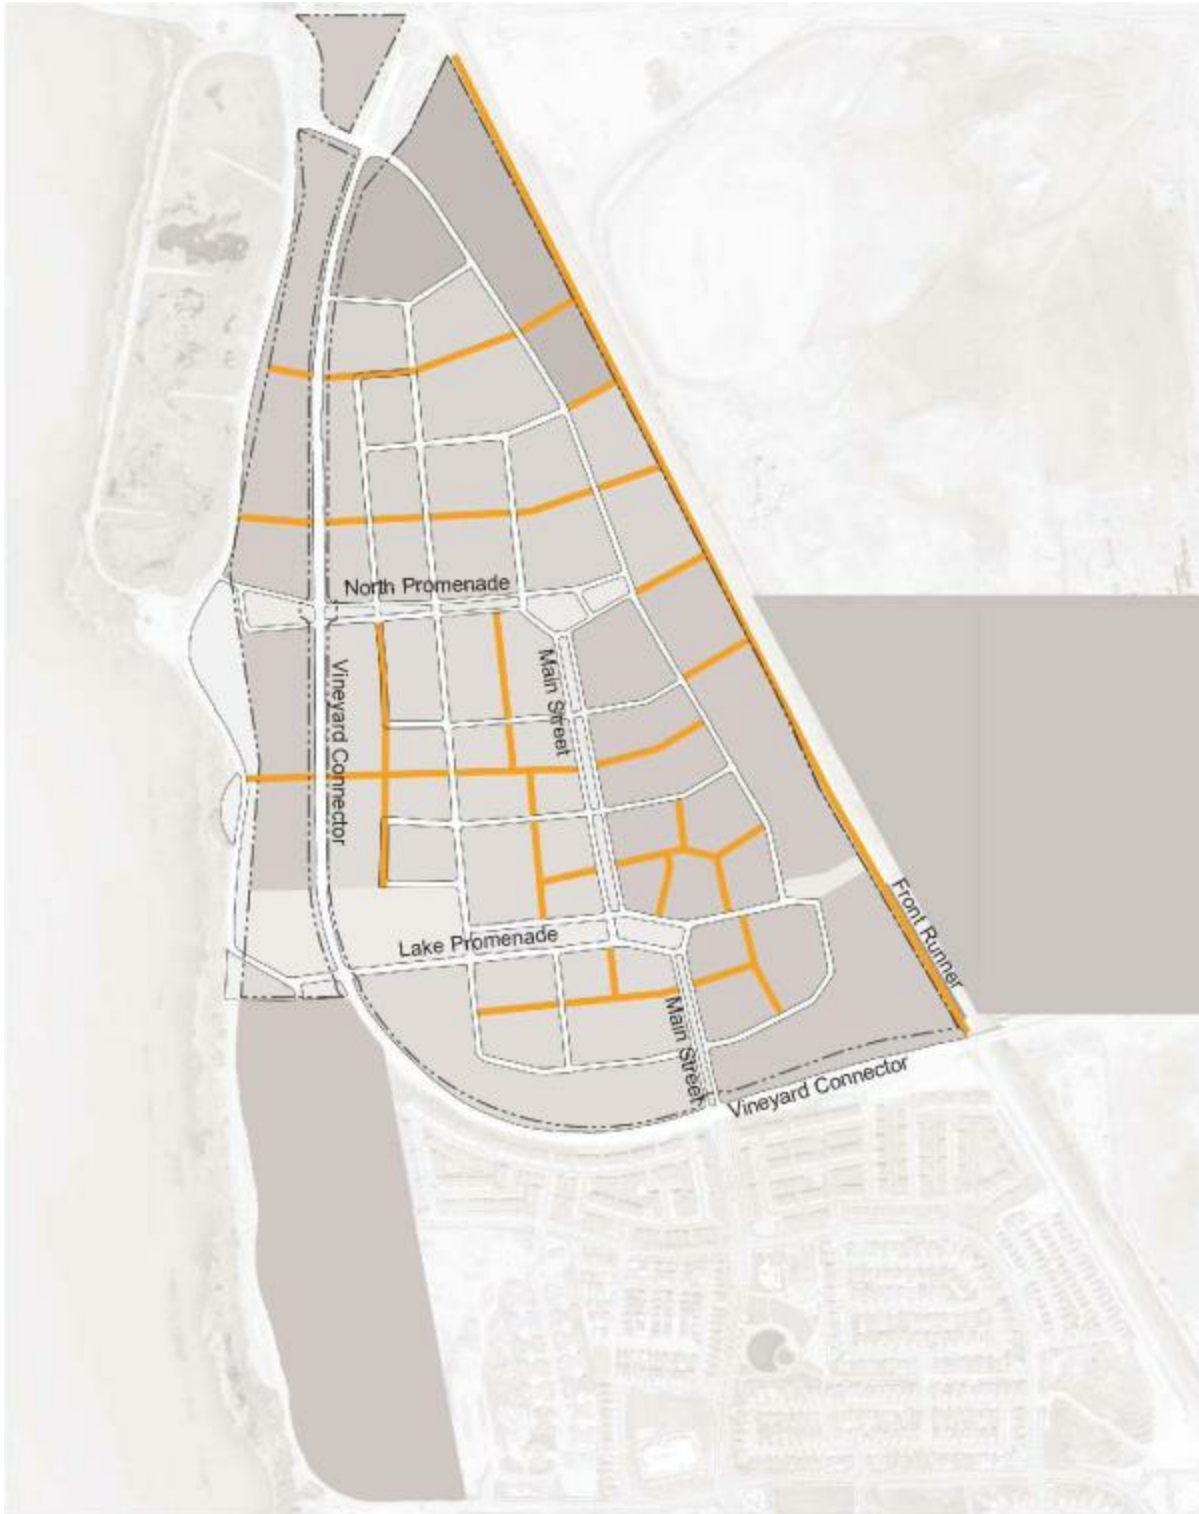 North Promenade
Main Street
Vineyard Connector
Front Runner
Lake Promenade
Main Street
Vineyard Connector